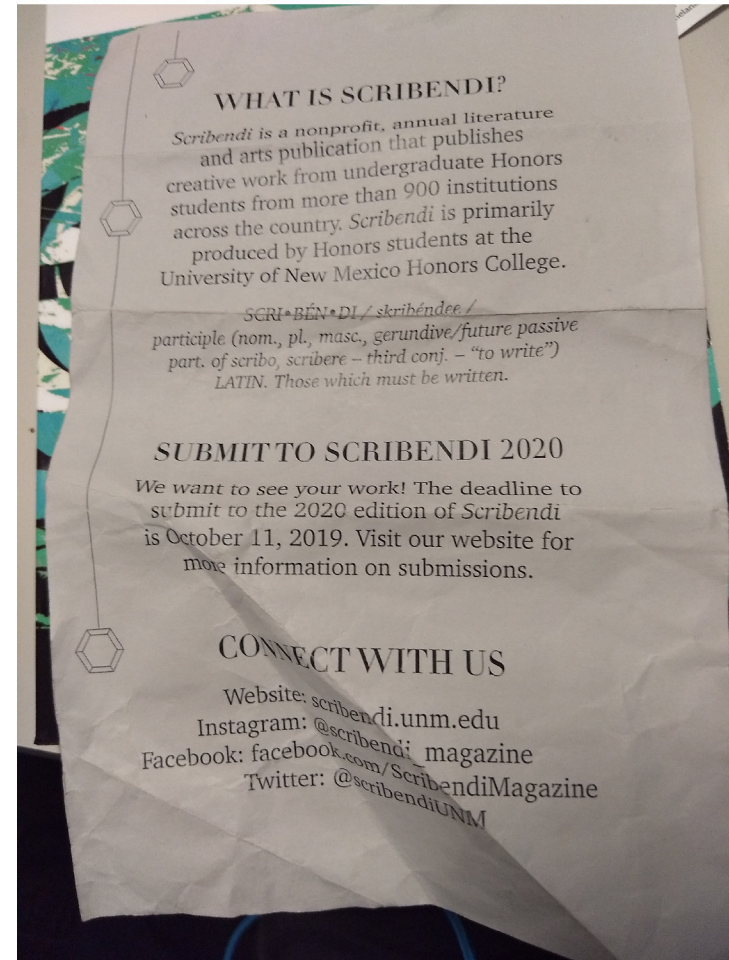 WHAT IS SCRIBENDI?
Scribendi is a nonprofit, annual literature
and arts publication that publishes
creative work from undergraduate Honors
students from more than 900 institutions
across the country. Scribendi is primarily
produced by Honors students at the
University of New Mexico Honors College.
SCRI•BÉN•DI / skribéndee /
participle (nom., pl., masc., gerundive/future passive
part. of scribo, scribere – third conj. – “to write”)
LATIN. Those which must be written.
SUBMIT TO SCRIBENDI 2020
We want to see your work! The deadline to
submit to the 2020 edition of Scribendi
is October 11, 2019. Visit our website for
more information on submissions.
CONNECT WITH US
Website: scribendi.unm.edu
Instagram: @scribendi_magazine
Facebook: facebook.com/ScribendiMagazine
Twitter: @scribendiUNM